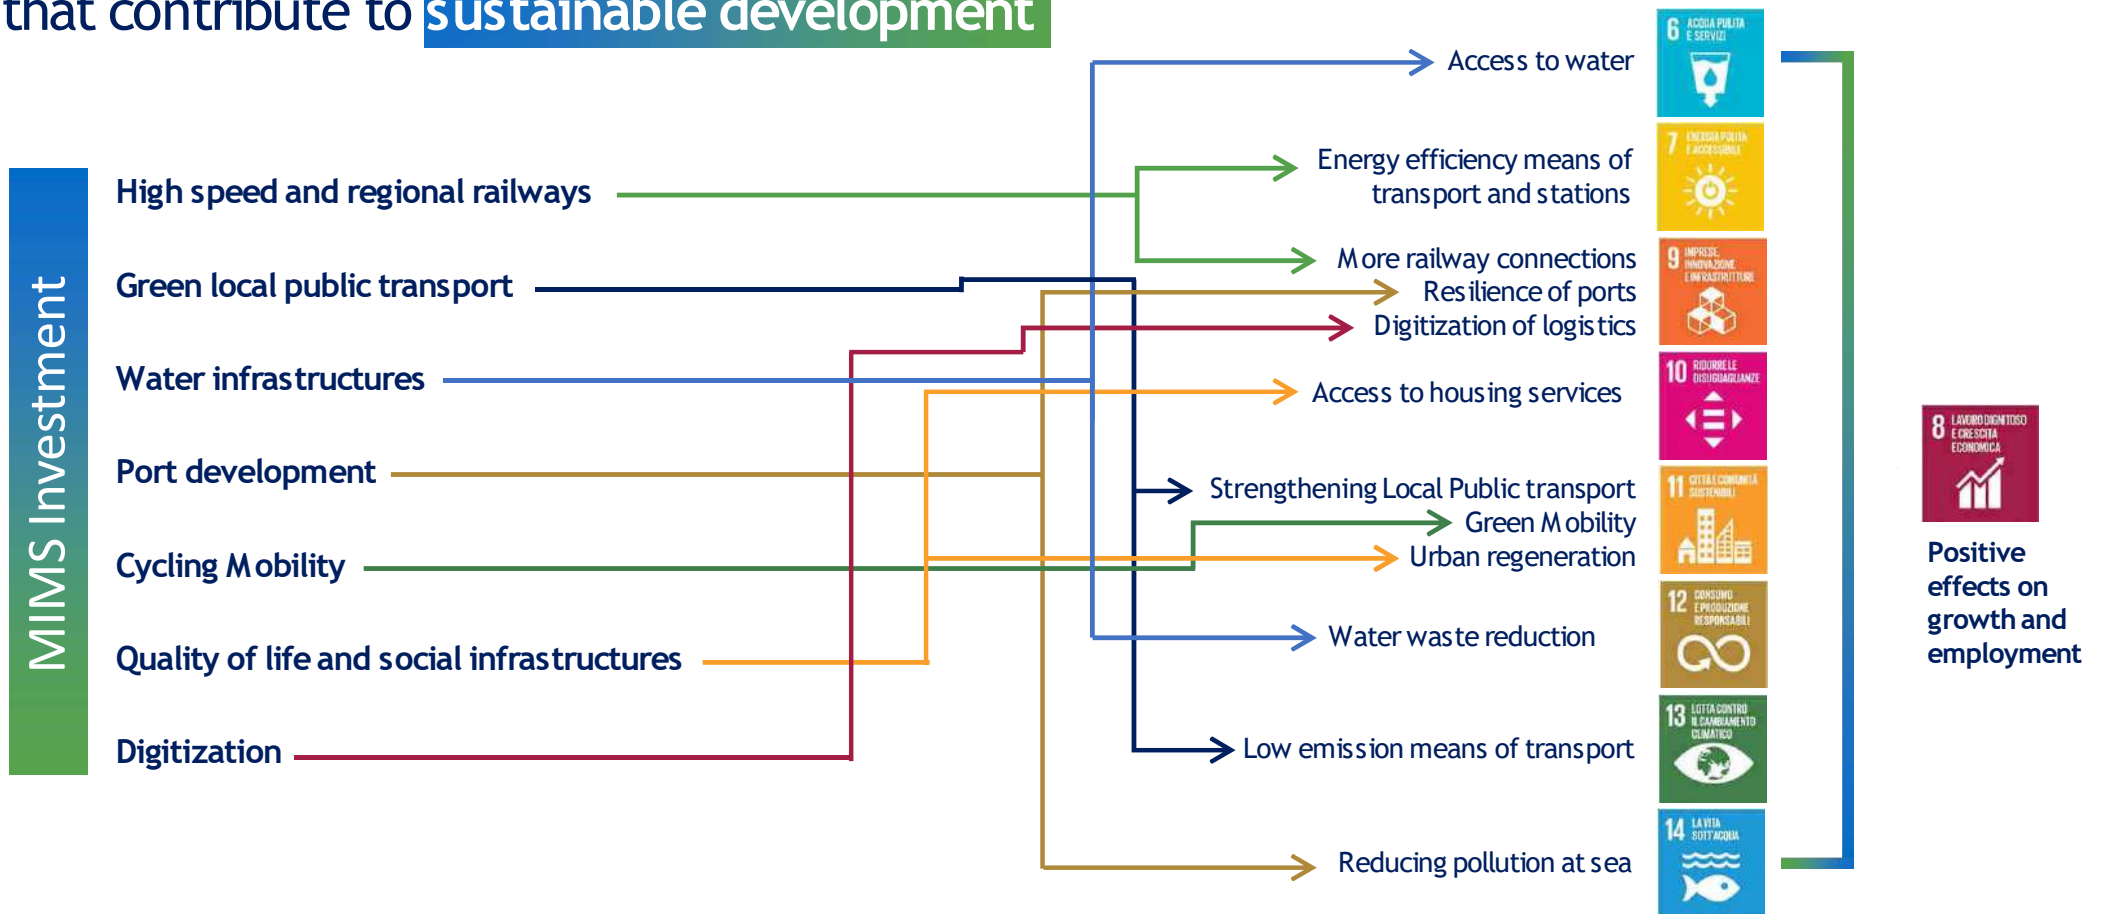 that contribute to sustainable development
MIMS Investment
High speed and regional railways
Green local public transport
Water infrastructures
Port development
Cycling Mobility
Quality of life and social infrastructures
Digitization
Access to water
Energy efficiency means of
transport and stations
More railway connections
Resilience of ports
Digitization of logistics
Access to housing services
Strengthening Local Public transport
Green Mobility
Urban regeneration
Water waste reduction
Low emission means of transport
Reducing pollution at sea
6 ACQUA PULITA
E SERVIZI
7 ENERGIA PULITA
E ACCESSIBILE
9 IMPRESE,
INNOVAZIONE
E INFRASTRUTTURE
10 RIDURRE LE
DISUGUAGLIANZE
11 CITTÀ E COMUNITÀ
SOSTENIBILI
12 CONSUMO
E PRODUZIONE
RESPONSABILI
13 LOTTA CONTRO
IL CAMBIAMENTO
CLIMATICO
14 LA VITA
SOTT'ACQUA
8 LAVORO DIGNITOSO
E CRESCITA
ECONOMICA
Positive
effects on
growth and
employment